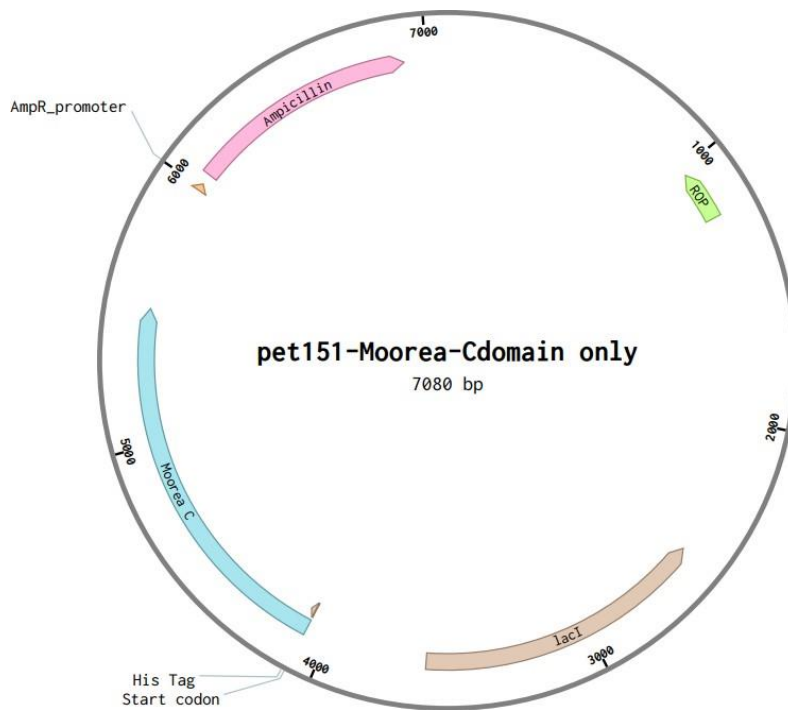 7000
AmpR_promoter
Ampicillin
6000
1000
ROP
pet151-Moorea-Cdomain only
7080 bp
2000
5000
Moorea C
lacI
3000
4000
His Tag
Start codon